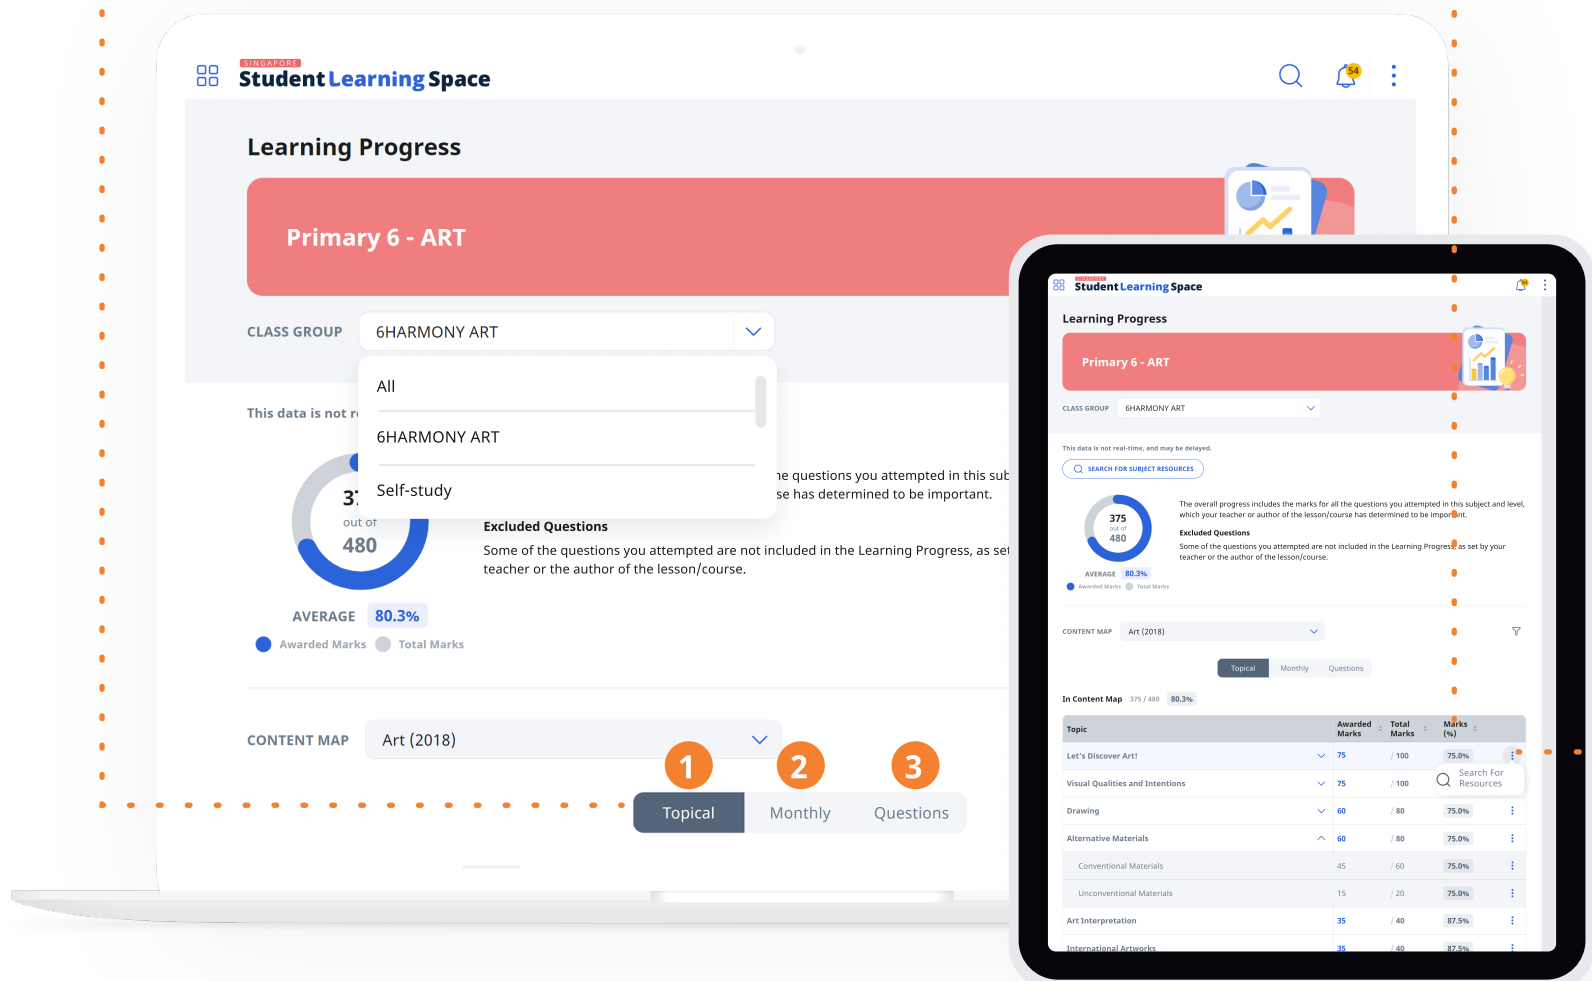 SINGAPORE
Student Learning Space
54
Learning Progress
Primary 6 - ART
CLASS GROUP
6HARMONY ART
All
6HARMONY ART
Self-study
This data is not re
37
out of
480
he questions you attempted in this sub
se has determined to be important.
Excluded Questions
Some of the questions you attempted are not included in the Learning Progress, as set
teacher or the author of the lesson/course.
AVERAGE 80.3%
Awarded Marks Total Marks
CONTENT MAP
Art (2018)
1 2 3
Topical Monthly Questions
SINGAPORE
Student Learning Space
54
Learning Progress
Primary 6 - ART
CLASS GROUP
6HARMONY ART
This data is not real-time, and may be delayed.
SEARCH FOR SUBJECT RESOURCES
375
out of
480
The overall progress includes the marks for all the questions you attempted in this subject and level,
which your teacher or author of the lesson/course has determined to be important.
Excluded Questions
Some of the questions you attempted are not included in the Learning Progress, as set by your
teacher or the author of the lesson/course.
AVERAGE 80.3%
Awarded Marks Total Marks
CONTENT MAP
Art (2018)
Topical Monthly Questions
In Content Map 375 / 480 80.3%
Topic Awarded Marks Total Marks Marks (%)
Let's Discover Art! 75 / 100 75.0%
Search For Resources
Visual Qualities and Intentions 75 / 100
Drawing 60 / 80 75.0%
Alternative Materials 60 / 80 75.0%
Conventional Materials 45 / 60 75.0%
Unconventional Materials 15 / 20 75.0%
Art Interpretation 35 / 40 87.5%
International Artworks 35 / 40 87.5%